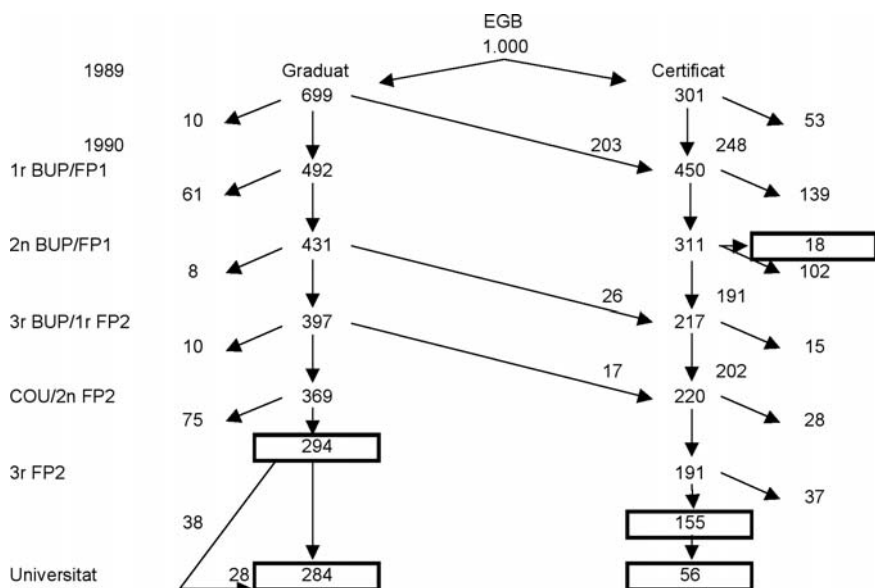 EGB
1.000
1989 Graduat Certificat
699 301
10 53
1990 203 248
1r BUP/FP1 492 450
61 139
2n BUP/FP1 431 311 18
8 102
26 191
3r BUP/1r FP2 397 217
10 15
17 202
COU/2n FP2 369 220
75 28
294
3r FP2 191
37
38 155
Universitat 28 284 56